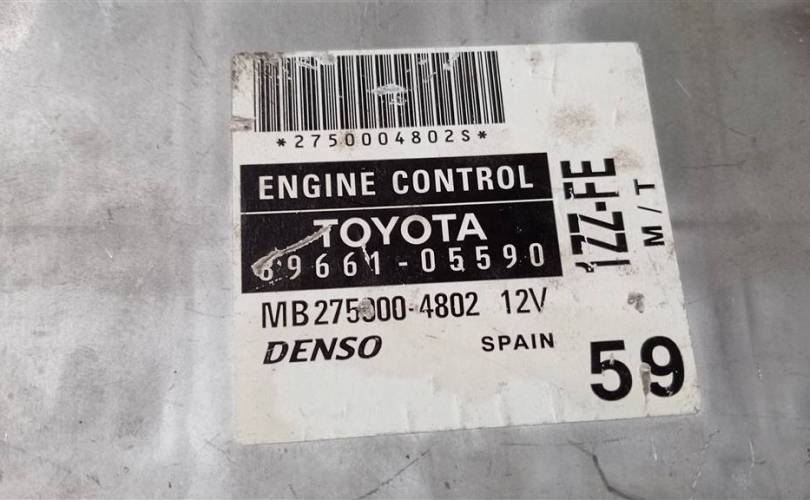 *2750004802S*
ENGINE CONTROL
TOYOTA
89661-05590
MB275000-4802 12V
DENSO SPAIN
59
1ZZ-FE
M/T